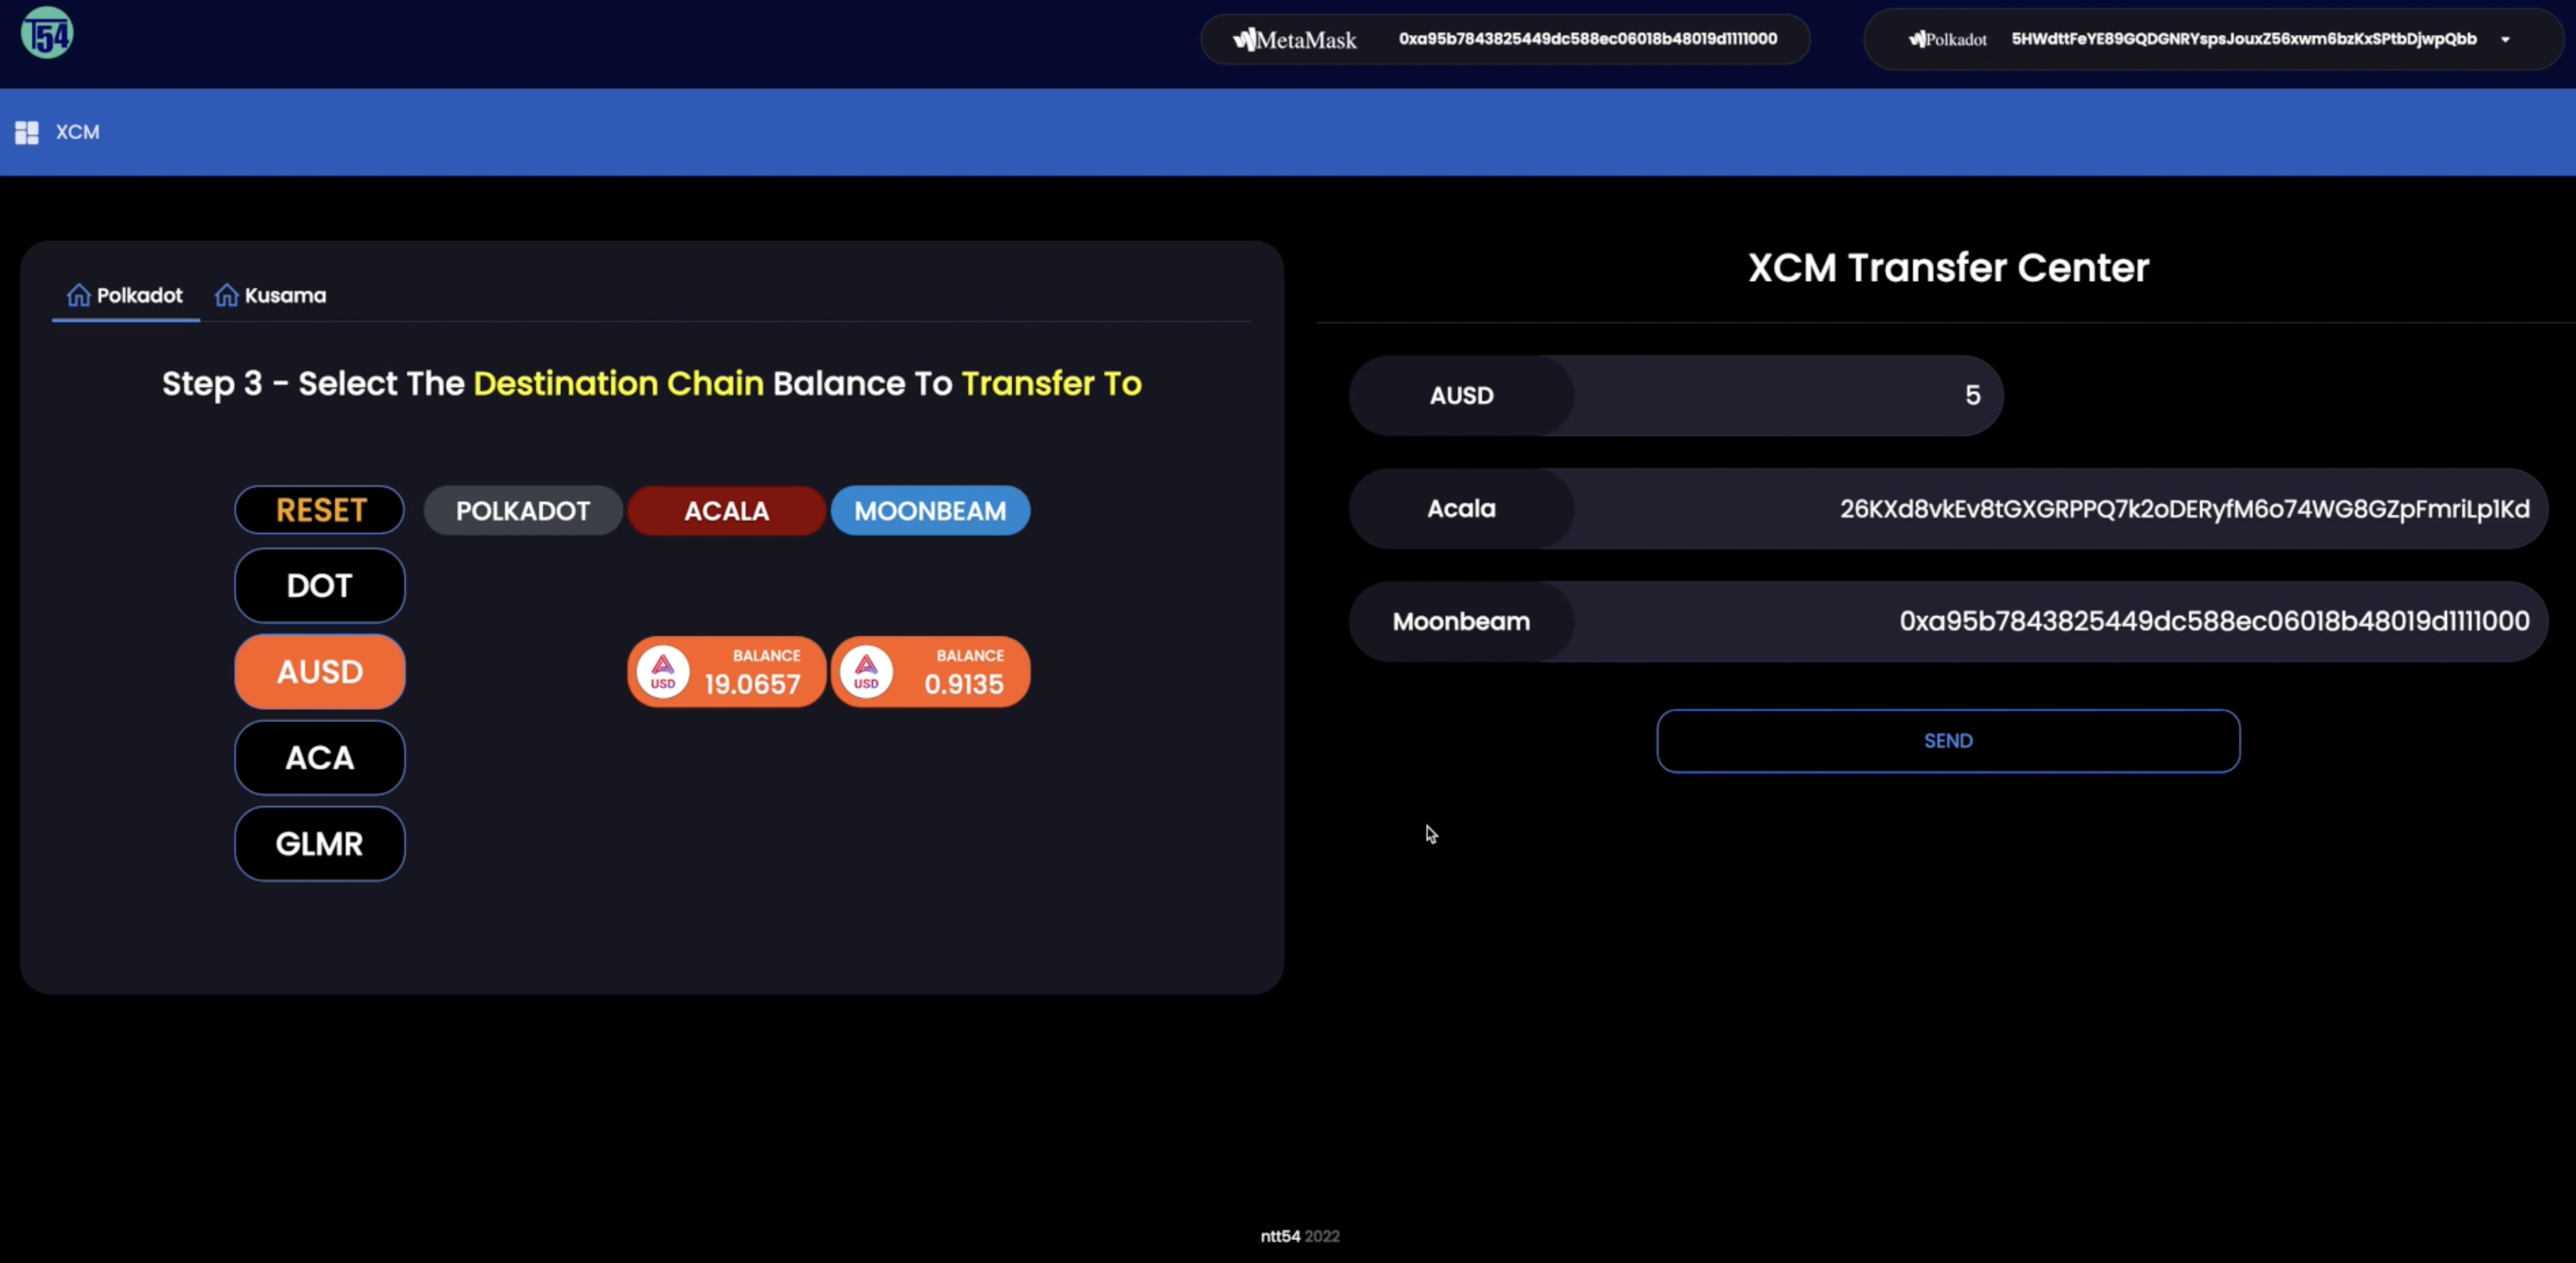 T54
MetaMask 0xa95b7843825449dc588ec06018b48019d1111000
Polkadot 5HWdttFeYE89GQDGNRYspsJouxZ56xwm6bzKxSPtbDjwpQbb
XCM
Polkadot Kusama
XCM Transfer Center
Step 3 - Select The Destination Chain Balance To Transfer To
RESET POLKADOT ACALA MOONBEAM
DOT
AUSD
USD BALANCE 19.0657
USD BALANCE 0.9135
ACA
GLMR
AUSD 5
Acala 26KXd8vkEv8tGXGRPPQ7k2oDERyfM6o74WG8GZpFmriLp1Kd
Moonbeam 0xa95b7843825449dc588ec06018b48019d1111000
SEND
ntt54 2022